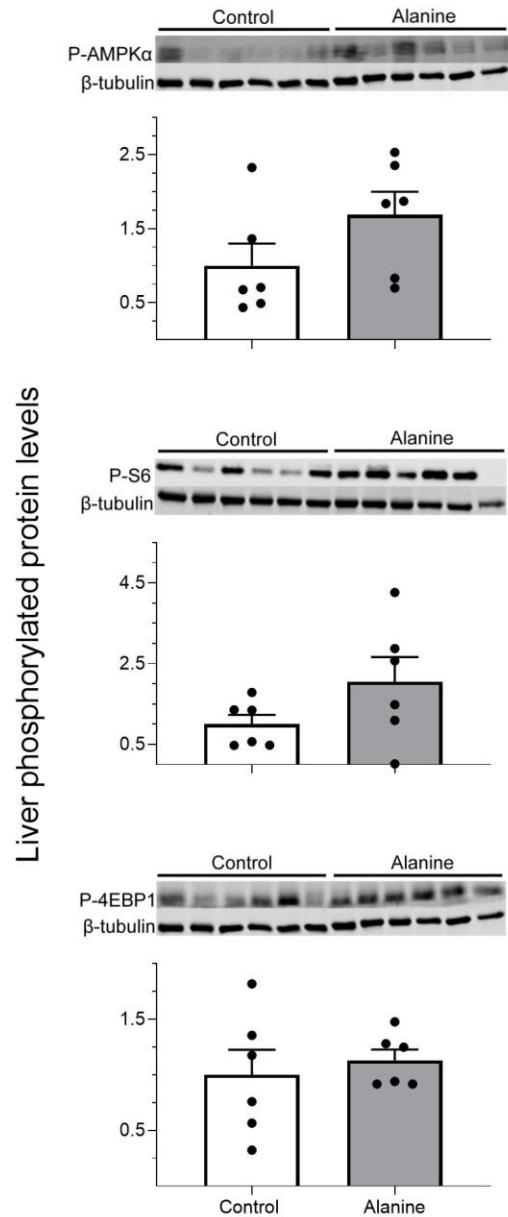 Liver phosphorylated protein levels
Control Alanine
P-AMPKα
β-tubulin
2.5
1.5
0.5
Control Alanine
P-S6
β-tubulin
4.5
2.5
0.5
Control Alanine
P-4EBP1
β-tubulin
1.5
0.5
Control Alanine